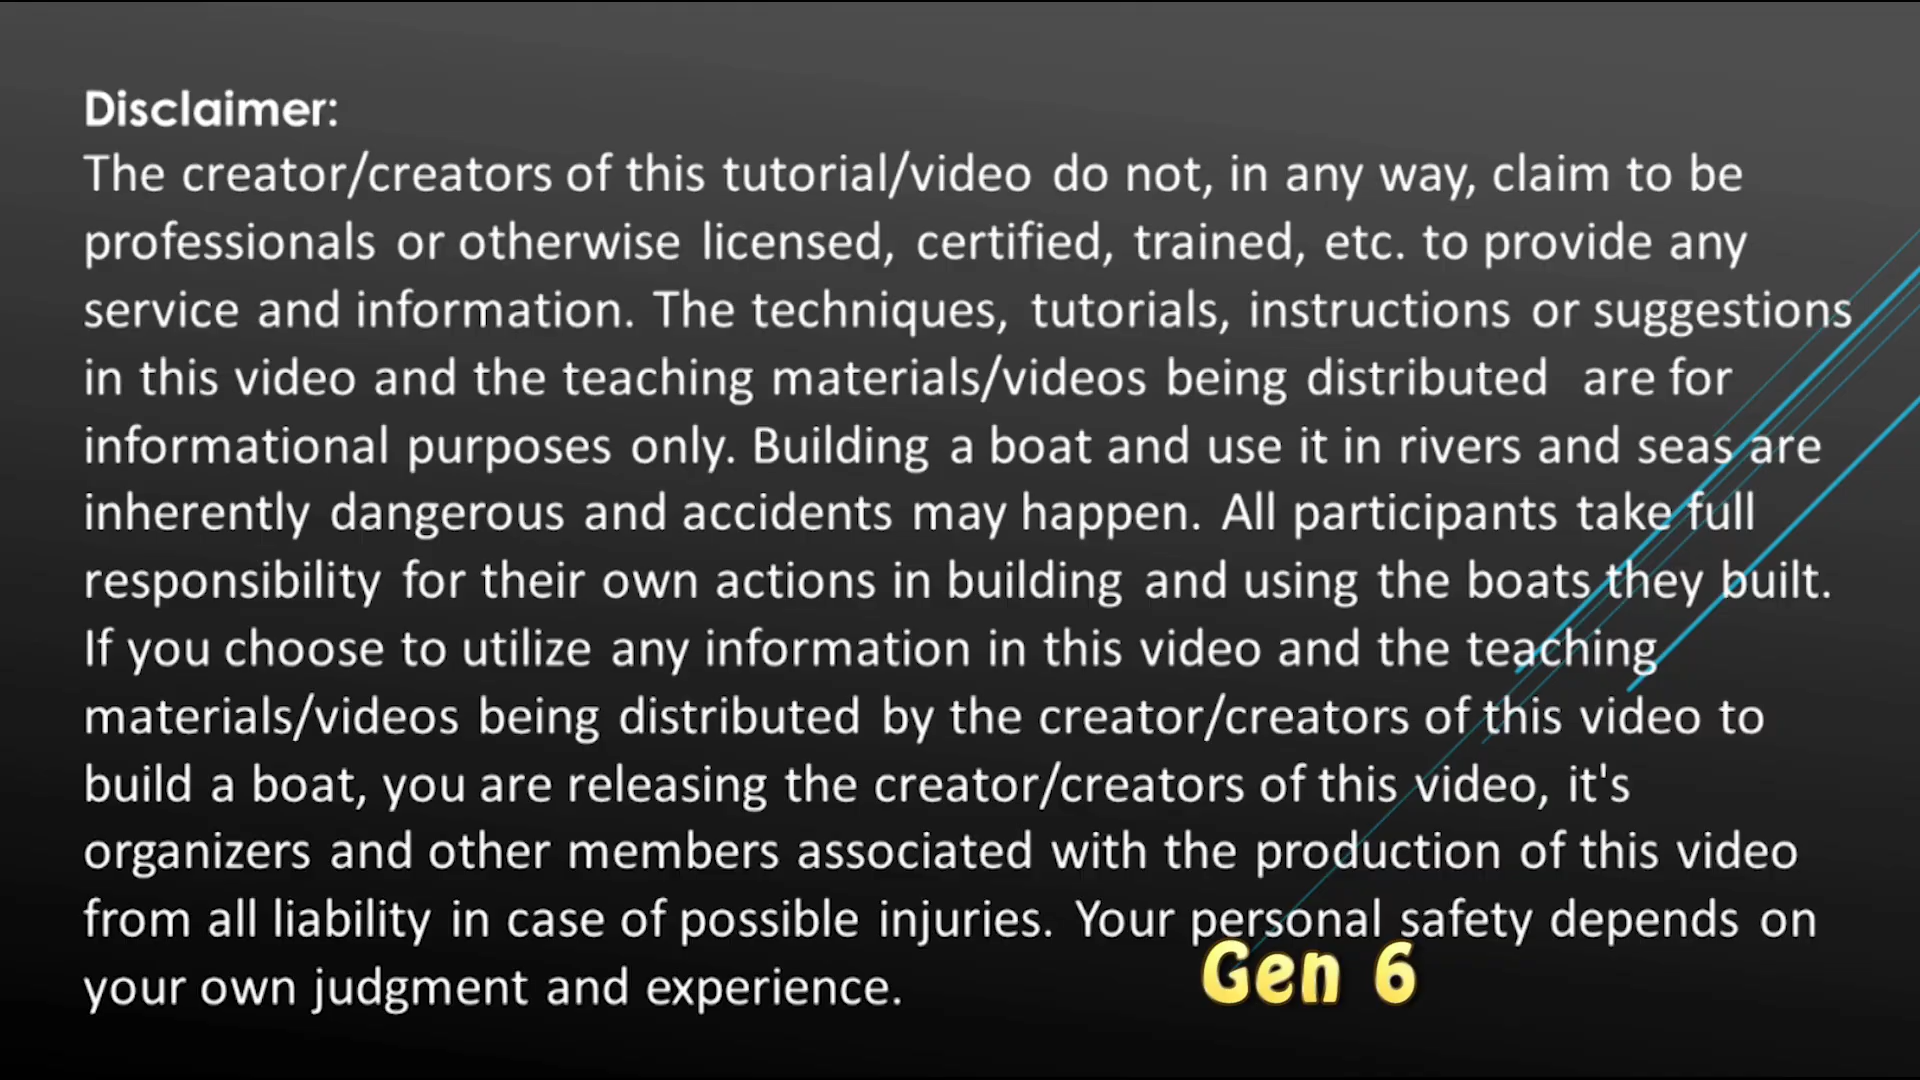 Disclaimer:
The creator/creators of this tutorial/video do not, in any way, claim to be
professionals or otherwise licensed, certified, trained, etc. to provide any
service and information. The techniques, tutorials, instructions or suggestions
in this video and the teaching materials/videos being distributed are for
informational purposes only. Building a boat and use it in rivers and seas are
inherently dangerous and accidents may happen. All participants take full
responsibility for their own actions in building and using the boats they built.
If you choose to utilize any information in this video and the teaching
materials/videos being distributed by the creator/creators of this video to
build a boat, you are releasing the creator/creators of this video, it's
organizers and other members associated with the production of this video
from all liability in case of possible injuries. Your personal safety depends on
your own judgment and experience.
Gen 6